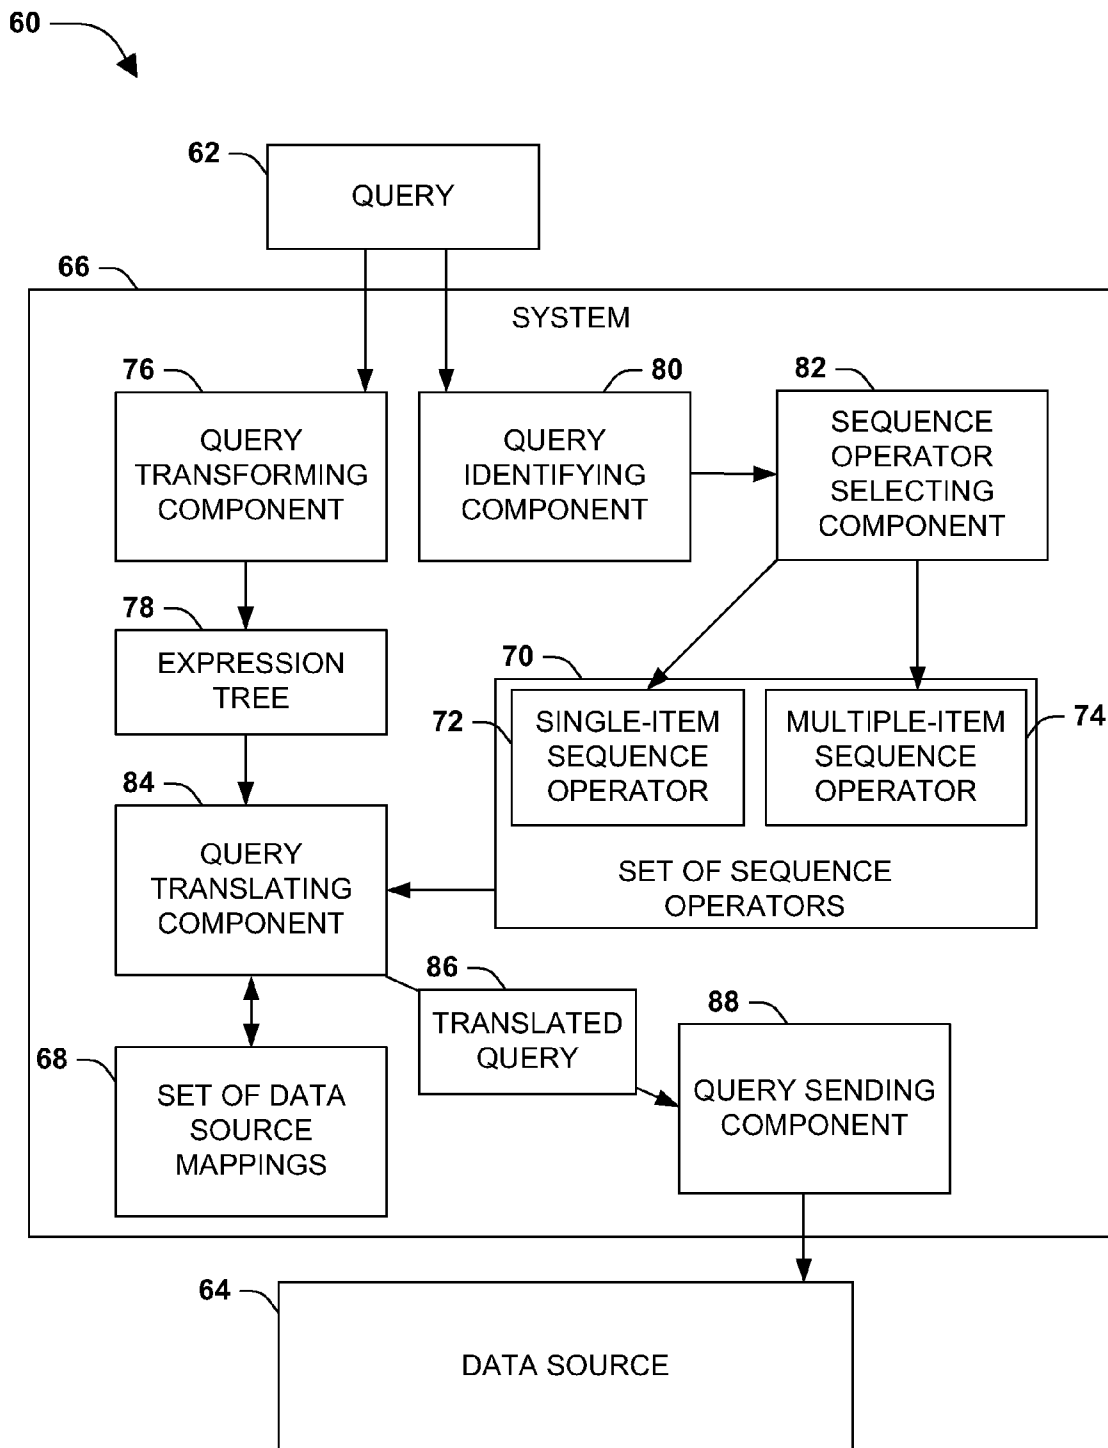 60
62
QUERY
66
SYSTEM
76
QUERY
TRANSFORMING
COMPONENT
80
QUERY
IDENTIFYING
COMPONENT
82
SEQUENCE
OPERATOR
SELECTING
COMPONENT
78
EXPRESSION
TREE
70
72
SINGLE-ITEM
SEQUENCE
OPERATOR
MULTIPLE-ITEM
SEQUENCE
OPERATOR
74
SET OF SEQUENCE
OPERATORS
84
QUERY
TRANSLATING
COMPONENT
86
TRANSLATED
QUERY
88
QUERY SENDING
COMPONENT
68
SET OF DATA
SOURCE
MAPPINGS
64
DATA SOURCE